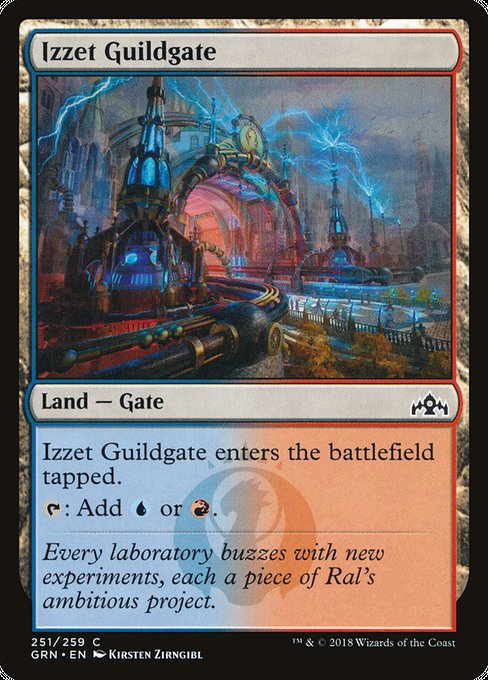 Izzet Guildgate
Land — Gate
Izzet Guildgate enters the battlefield
tapped.
: Add or .
Every laboratory buzzes with new
experiments, each a piece of Ral's
ambitious project.
251/259 C
GRN • EN Kirsten Zirngibl
™ & © 2018 Wizards of the Coast